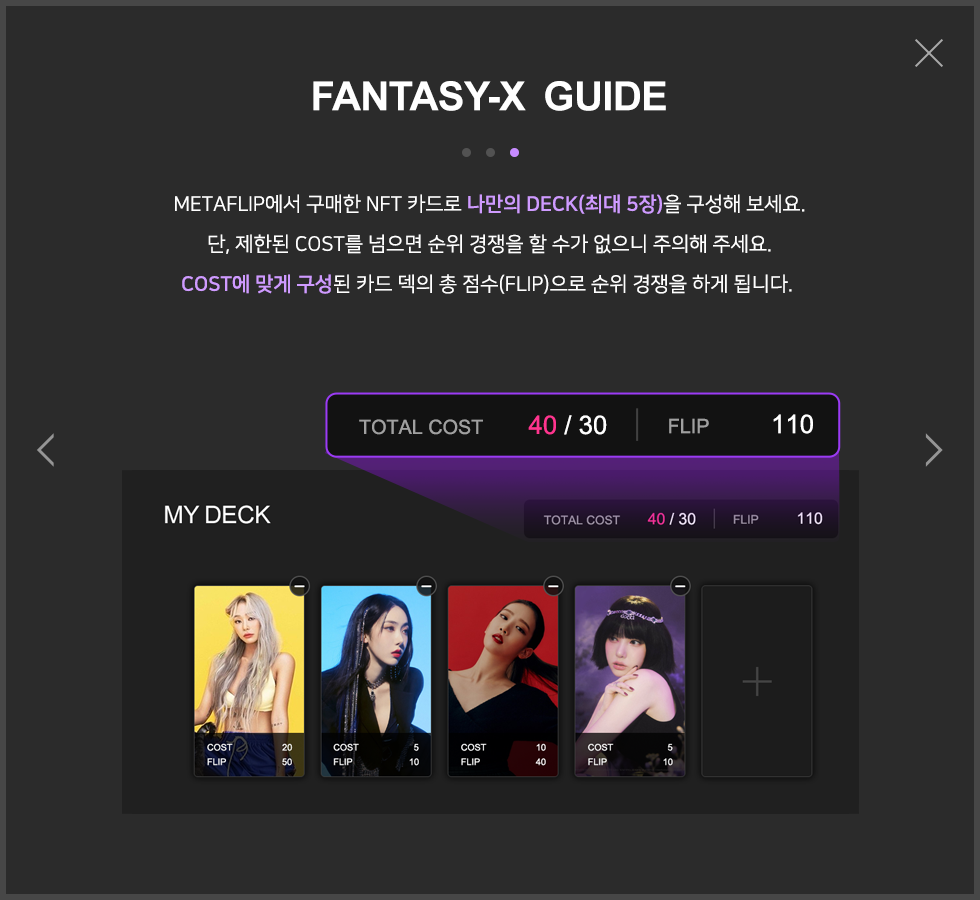 FANTASY-X GUIDE
METAFLIP에서 구매한 NFT 카드로 나만의 DECK(최대 5장)을 구성해 보세요.
단, 제한된 COST를 넘으면 순위 경쟁을 할 수가 없으니 주의해 주세요.
COST에 맞게 구성된 카드 덱의 총 점수(FLIP)으로 순위 경쟁을 하게 됩니다.
TOTAL COST 40 / 30 FLIP 110
MY DECK TOTAL COST 40 / 30 FLIP 110
COST 20 COST 5 COST 10 COST 5
FLIP 50 FLIP 10 FLIP 40 FLIP 10